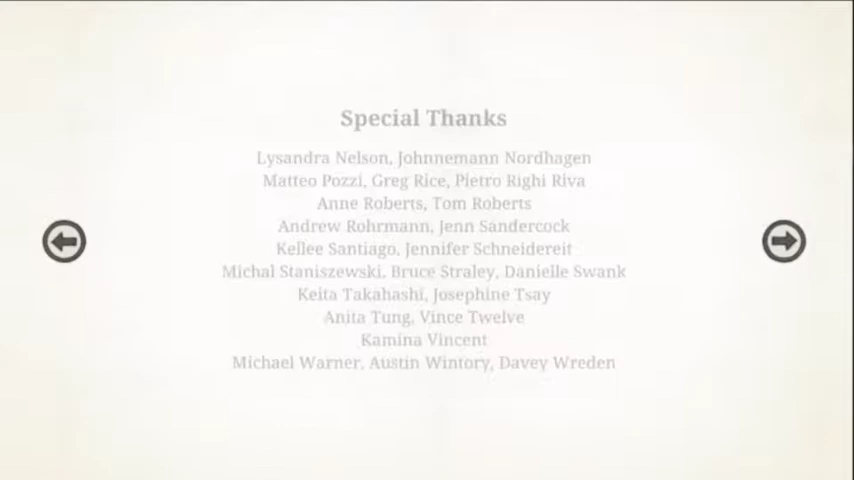 Special Thanks
Lysandra Nelson, Johnnemann Nordhagen
Matteo Pozzi, Greg Rice, Pietro Righi Riva
Anne Roberts, Tom Roberts
Andrew Rohrmann, Jenn Sandercock
Kellee Santiago, Jennifer Schneidereit
Michal Staniszewski, Bruce Straley, Danielle Swank
Keita Takahashi, Josephine Tsay
Anita Tung, Vince Twelve
Kamina Vincent
Michael Warner, Austin Wintory, Davey Wreden